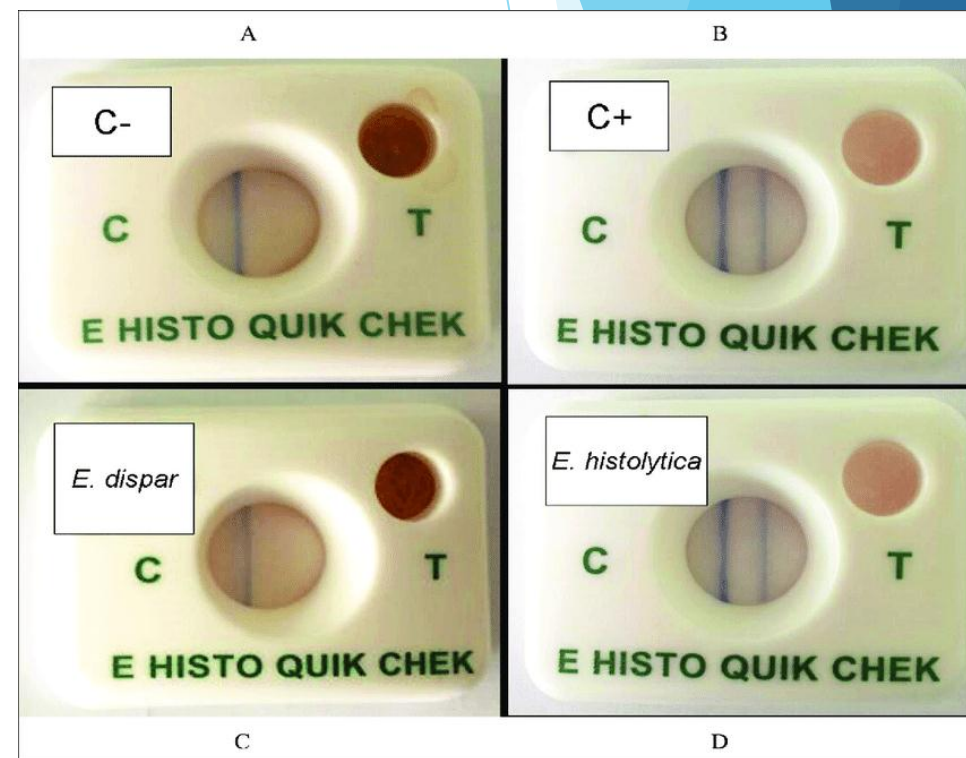 A
B
C-
C T
E HISTO QUIK CHEK
C+
C T
E HISTO QUIK CHEK
E. dispar
C T
E HISTO QUIK CHEK
E. histolytica
C T
E HISTO QUIK CHEK
C
D